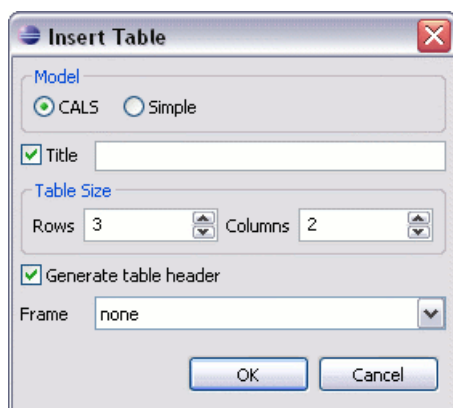 Insert Table
Model
CALS Simple
Title
Table Size
Rows 3 Columns 2
Generate table header
Frame none
OK Cancel